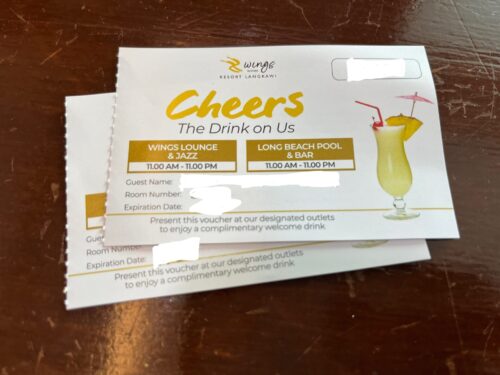 wings
RESORT LANGKAWI
Cheers
The Drink on Us
WINGS LOUNGE
& JAZZ
11.00 AM - 11.00 PM
LONG BEACH POOL
& BAR
11.00 AM - 11.00 PM
Guest Name:
Room Number:
Expiration Date:
Present this voucher at our designated outlets
to enjoy a complimentary welcome drink
Room Number
Expiration Date:
Present this voucher at our designated outlets
to enjoy a complimentary welcome drink